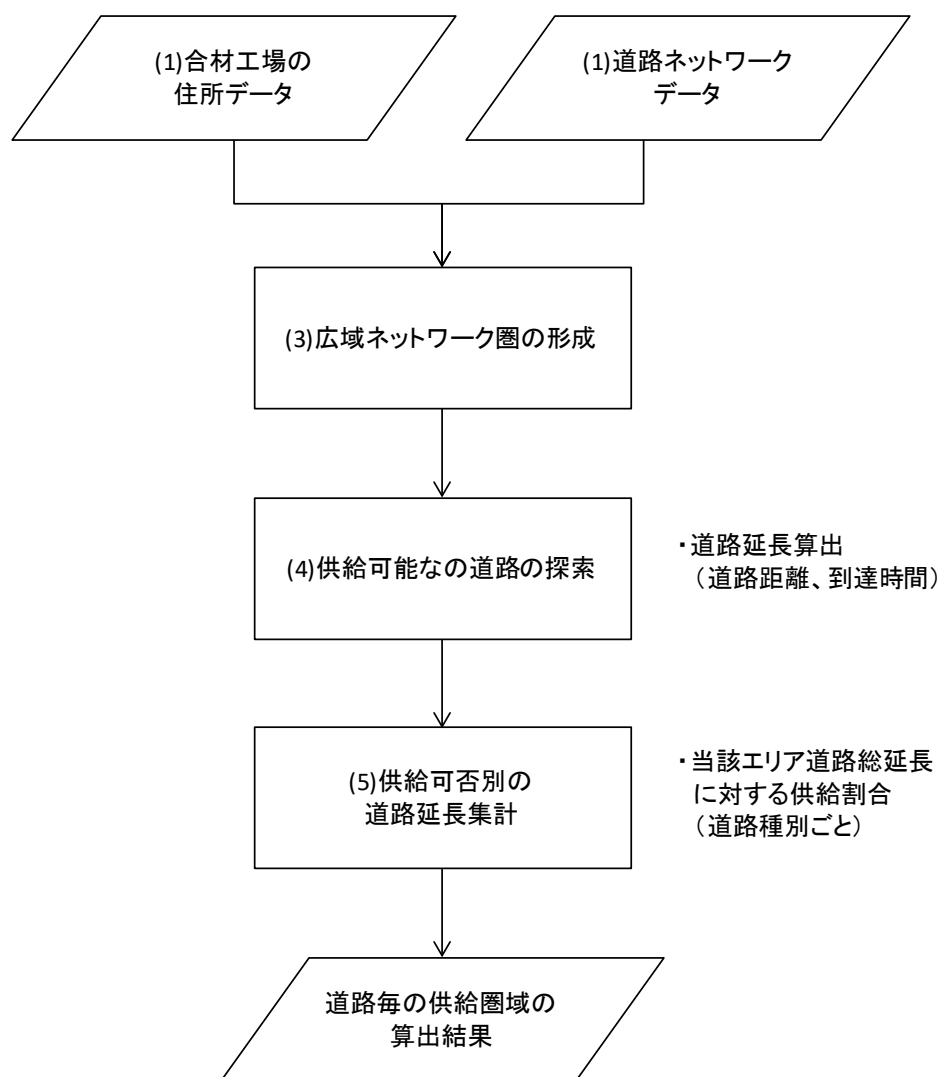 (1)合材工場の
住所データ
(1)道路ネットワーク
データ
(3)広域ネットワーク圏の形成
(4)供給可能なの道路の探索
・道路延長算出
（道路距離、到達時間）
(5)供給可否別の
道路延長集計
・当該エリア道路総延長
に対する供給割合
（道路種別ごと）
道路毎の供給圏域の
算出結果